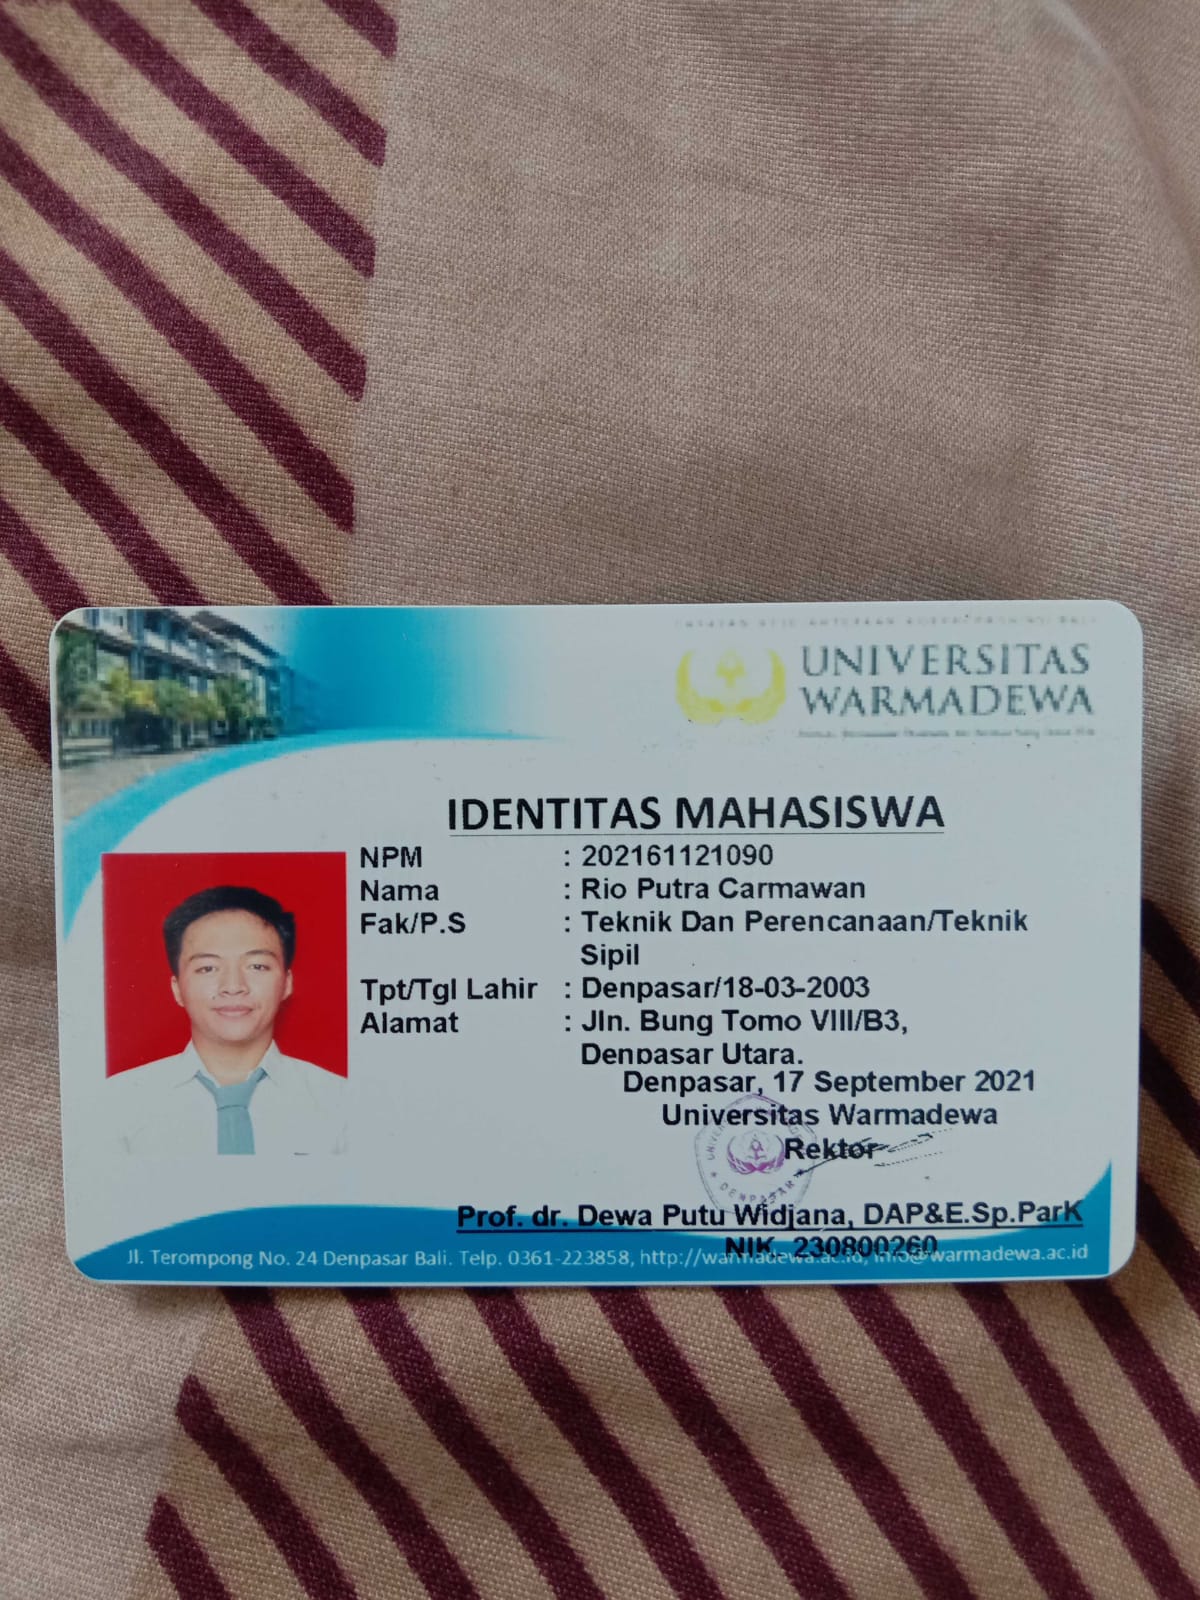 UNIVERSITAS
WARMADEWA
IDENTITAS MAHASISWA
NPM : 202161121090
Nama : Rio Putra Carmawan
Fak/P.S : Teknik Dan Perencanaan/Teknik
Sipil
Tpt/Tgl Lahir : Denpasar/18-03-2003
Alamat : Jln. Bung Tomo VIII/B3,
Denpasar Utara.
Denpasar, 17 September 2021
Universitas Warmadewa
Rektor
DENPASAR
Prof. dr. Dewa Putu Widjana, DAP&E.Sp.ParK
NIK. 230800260
Jl. Terompong No. 24 Denpasar Bali. Telp. 0361-223858, http://warmadewa.ac.id, info@warmadewa.ac.id